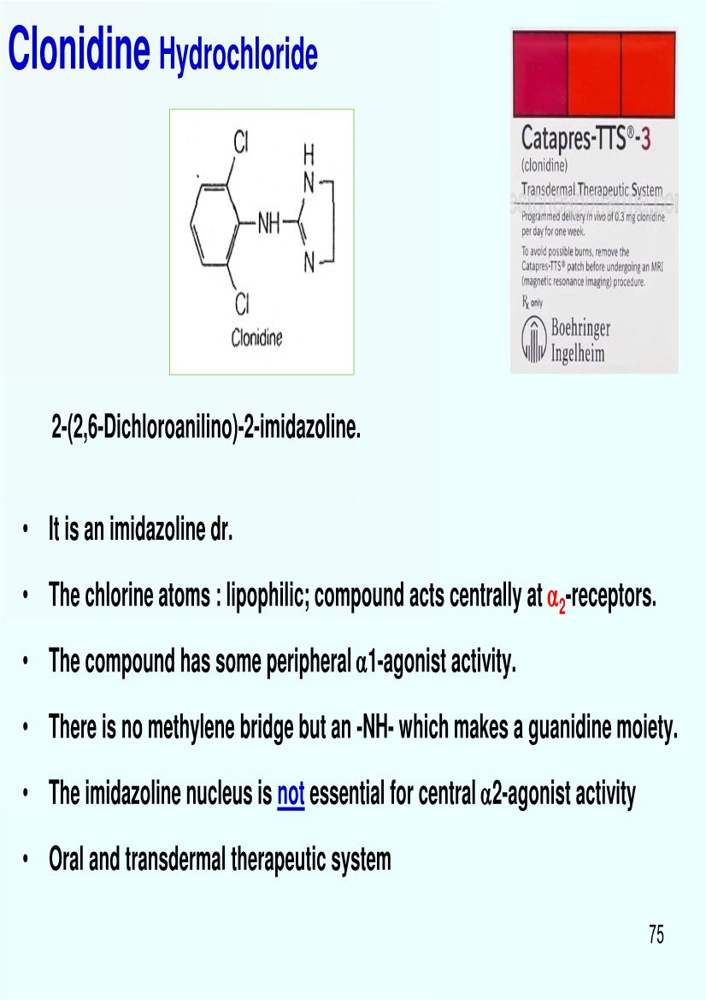 Clonidine Hydrochloride
Cl
H
N
NH
N
Cl
Clonidine
Catapres-TTS®-3
(clonidine)
Transdermal Therapeutic System
Programmed delivery in vivo of 0.3 mg clonidine
per day for one week.
To avoid possible burns, remove the
Catapres-TTS® patch before undergoing an MRI
(magnetic resonance imaging) procedure.
Rx only
Boehringer
Ingelheim
2-(2,6-Dichloroanilino)-2-imidazoline.
• It is an imidazoline dr.
• The chlorine atoms : lipophilic; compound acts centrally at α2-receptors.
• The compound has some peripheral α1-agonist activity.
• There is no methylene bridge but an -NH- which makes a guanidine moiety.
• The imidazoline nucleus is not essential for central α2-agonist activity
• Oral and transdermal therapeutic system
75